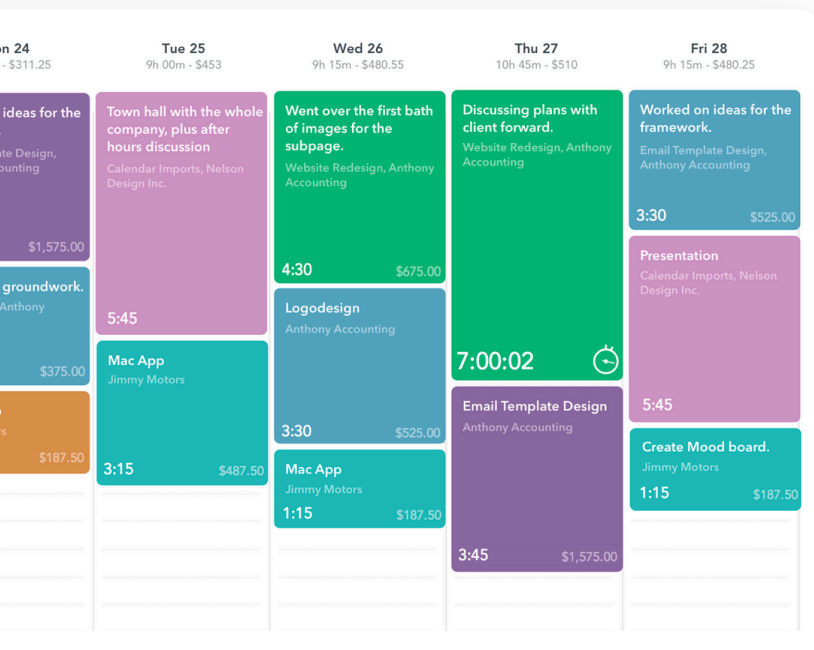 n 24
- $311.25
ideas for the
.
te Design,
ounting
$1,575.00
groundwork.
Anthony
$375.00
s
$187.50
Tue 25
9h 00m - $453
Town hall with the whole
company, plus after
hours discussion
Calendar Imports, Nelson
Design Inc.
5:45
Mac App
Jimmy Motors
3:15
$487.50
Wed 26
9h 15m - $480.55
Went over the first bath
of images for the
subpage.
Website Redesign, Anthony
Accounting
4:30
$675.00
Logodesign
Anthony Accounting
3:30
$525.00
Mac App
Jimmy Motors
1:15
$187.50
Thu 27
10h 45m - $510
Discussing plans with
client forward.
Website Redesign, Anthony
Accounting
7:00:02
Email Template Design
Anthony Accounting
3:45
$1,575.00
Fri 28
9h 15m - $480.25
Worked on ideas for the
framework.
Email Template Design,
Anthony Accounting
3:30
$525.00
Presentation
Calendar Imports, Nelson
Design Inc.
5:45
Create Mood board.
Jimmy Motors
1:15
$187.50